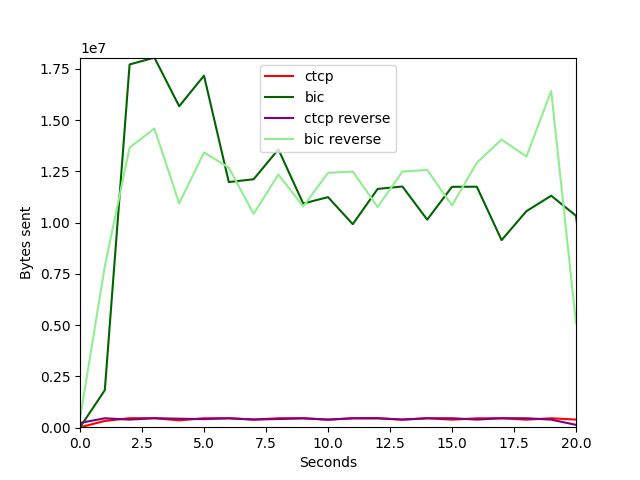 1e7
1.75
1.50
1.25
1.00
0.75
0.50
0.25
0.00
Bytes sent
ctcp
bic
ctcp reverse
bic reverse
0.0 2.5 5.0 7.5 10.0 12.5 15.0 17.5 20.0
Seconds